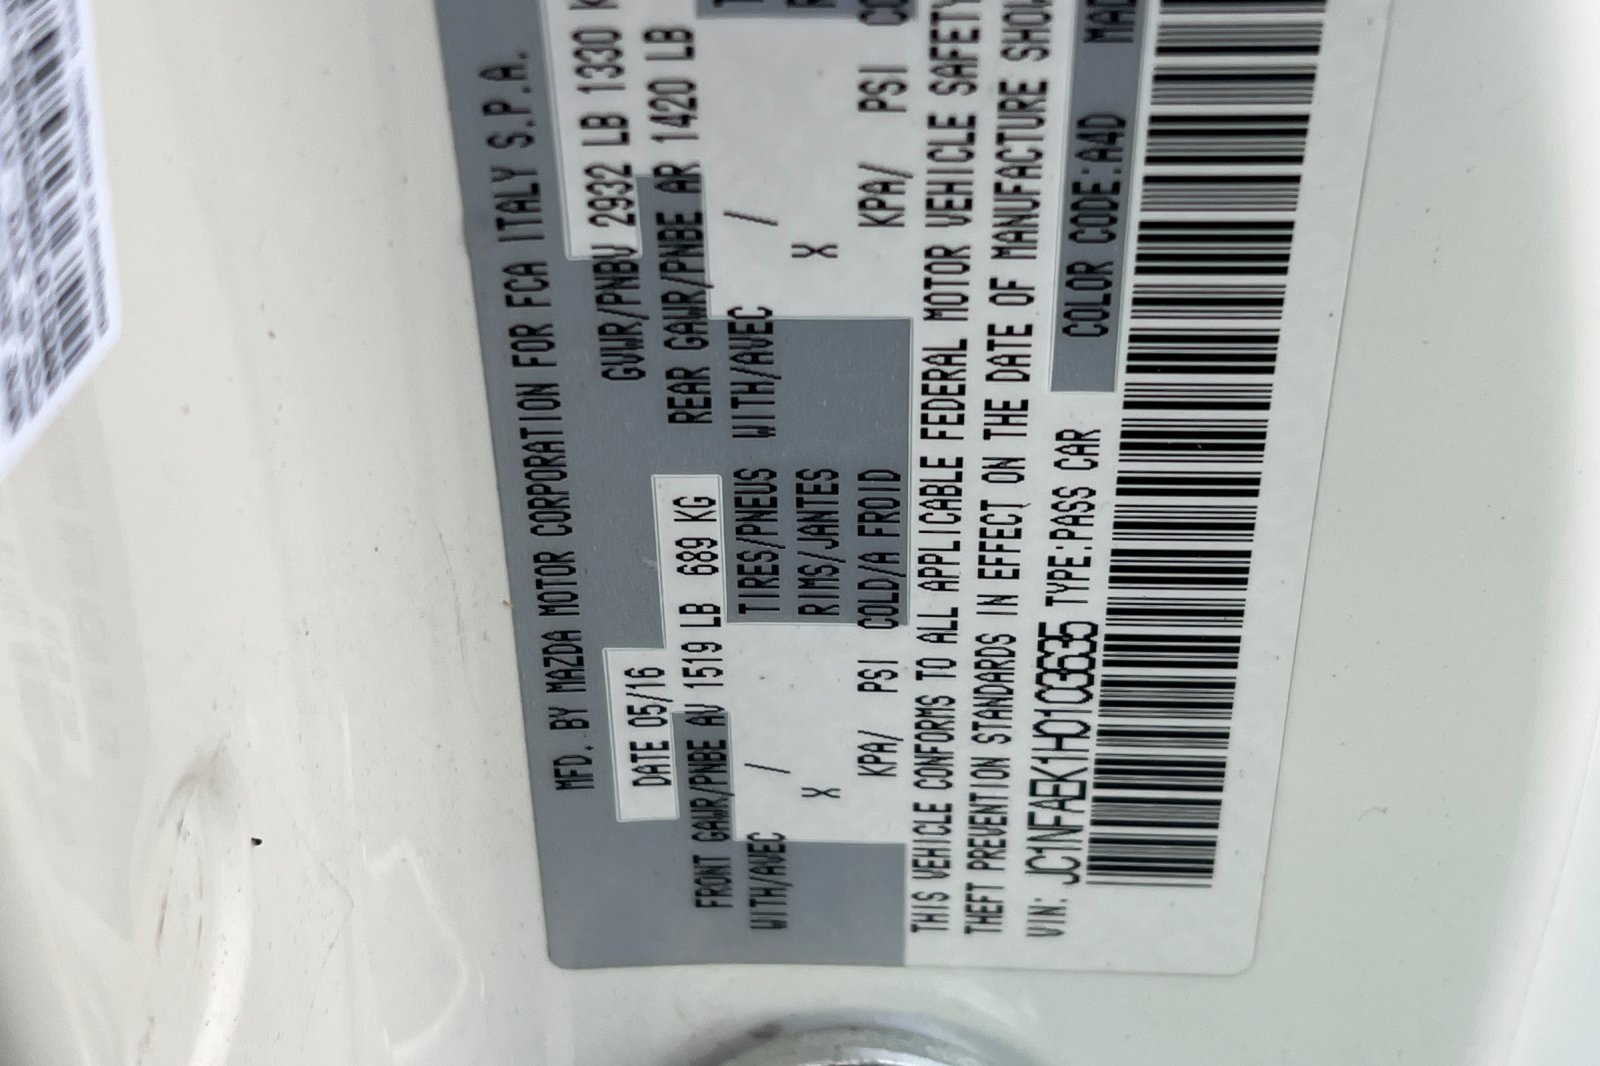 MFD. BY MAZDA MOTOR CORPORATION FOR FCA ITALY S.P.A.
DATE 05/16 GVWR/PNBV 2932 LB 1330 K
FRONT GAWR/PNBE AV 1519 LB 689 KG REAR GAWR/PNBE AR 1420 LB
WITH/AVEC / TIRES/PNEUS WITH/AVEC /
X RIMS/JANTES X
KPA/ PSI COLD/A FROID KPA/ PSI CO
THIS VEHICLE CONFORMS TO ALL APPLICABLE FEDERAL MOTOR VEHICLE SAFETY
THEFT PREVENTION STANDARDS IN EFFECT ON THE DATE OF MANUFACTURE SHOW
VIN: JC1NFAEK1H0103635 TYPE:PASS CAR COLOR CODE:A4D MAD